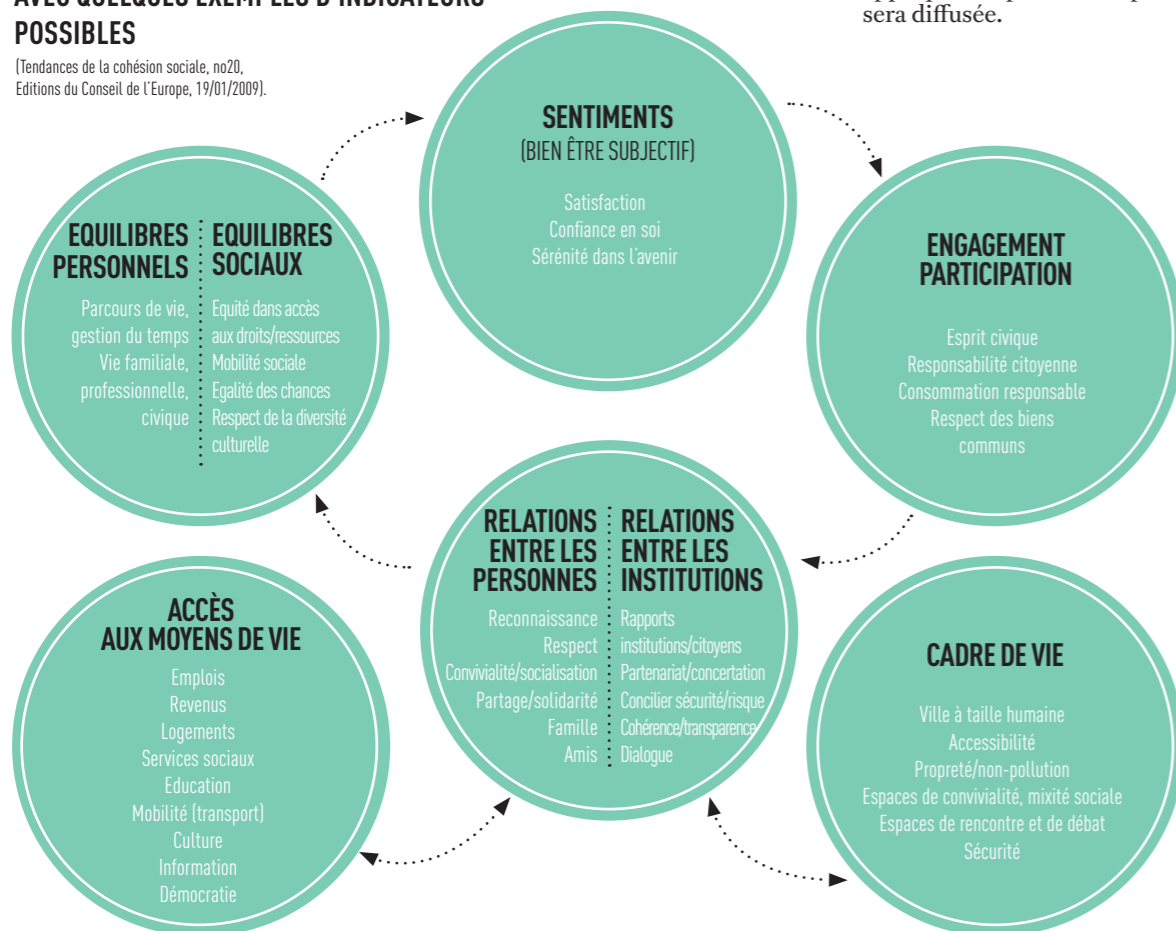 AVEC QUELQUES EXEMPLES D'INDICATEURS
POSSIBLES
(Tendances de la cohésion sociale, no20,
Editions du Conseil de l'Europe, 19/01/2009).
sera diffusée.
SENTIMENTS
(BIEN ÊTRE SUBJECTIF)
Satisfaction
Confiance en soi
Sérénité dans l'avenir
EQUILIBRES
PERSONNELS
Parcours de vie,
gestion du temps
Vie familiale,
professionnelle,
civique
EQUILIBRES
SOCIAUX
Equité dans accès
aux droits/ressources
Mobilité sociale
Egalité des chances
Respect de la diversité
culturelle
ENGAGEMENT
PARTICIPATION
Esprit civique
Responsabilité citoyenne
Consommation responsable
Respect des biens
communs
RELATIONS
ENTRE LES
PERSONNES
Reconnaissance
Respect
Convivialité/socialisation
Partage/solidarité
Famille
Amis
RELATIONS
ENTRE LES
INSTITUTIONS
Rapports
institutions/citoyens
Partenariat/concertation
Concilier sécurité/risque
Cohérence/transparence
Dialogue
ACCÈS
AUX MOYENS DE VIE
Emplois
Revenus
Logements
Services sociaux
Education
Mobilité (transport)
Culture
Information
Démocratie
CADRE DE VIE
Ville à taille humaine
Accessibilité
Propreté/non-pollution
Espaces de convivialité, mixité sociale
Espaces de rencontre et de débat
Sécurité